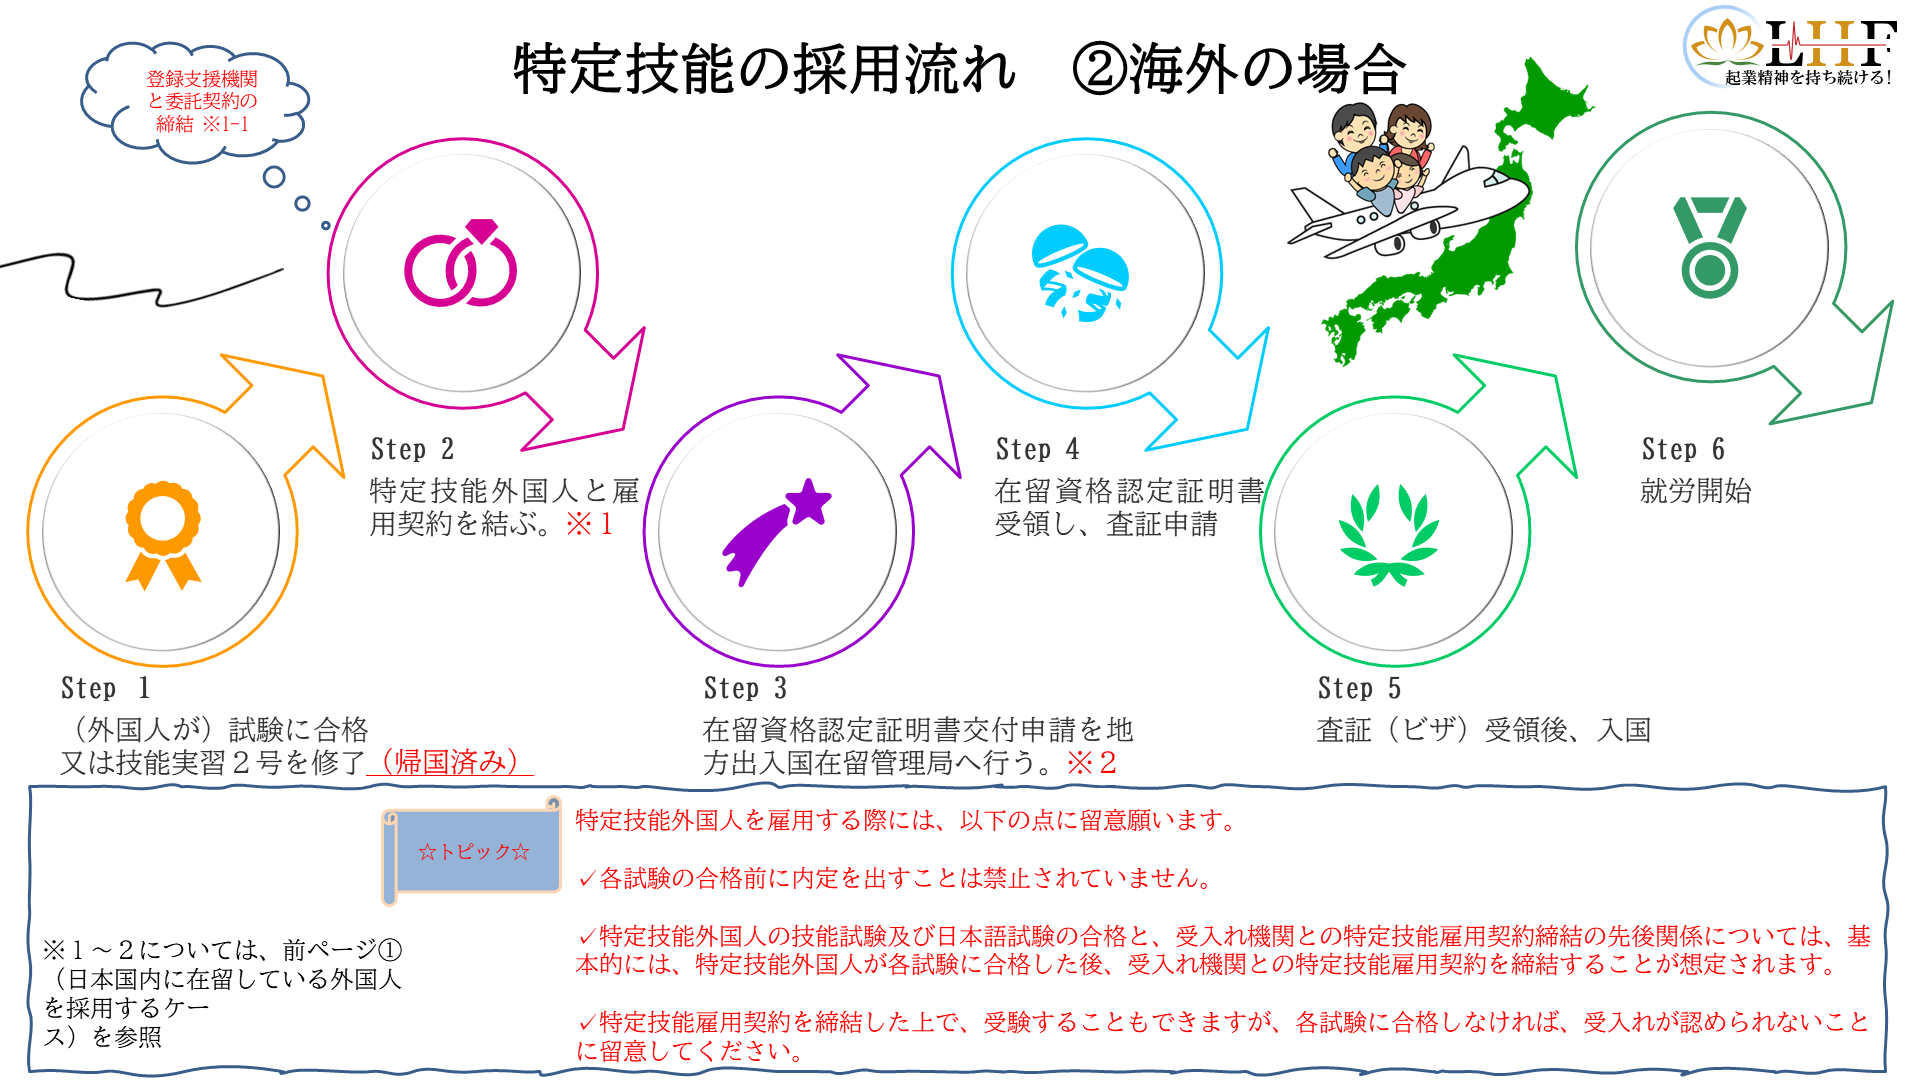 特定技能の採用流れ　②海外の場合
LHF
起業精神を持ち続ける!
登録支援機関
と委託契約の
締結 ※1-1
Step 1
（外国人が）試験に合格
又は技能実習２号を修了（帰国済み）
Step 2
特定技能外国人と雇
用契約を結ぶ。※１
Step 3
在留資格認定証明書交付申請を地
方出入国在留管理局へ行う。※２
Step 4
在留資格認定証明書
受領し、査証申請
Step 5
査証（ビザ）受領後、入国
Step 6
就労開始
☆トピック☆
※１～２については、前ページ①
（日本国内に在留している外国人
を採用するケー
ス）を参照
特定技能外国人を雇用する際には、以下の点に留意願います。
✓各試験の合格前に内定を出すことは禁止されていません。
✓特定技能外国人の技能試験及び日本語試験の合格と、受入れ機関との特定技能雇用契約締結の先後関係については、基
本的には、特定技能外国人が各試験に合格した後、受入れ機関との特定技能雇用契約を締結することが想定されます。
✓特定技能雇用契約を締結した上で、受験することもできますが、各試験に合格しなければ、受入れが認められないこと
に留意してください。